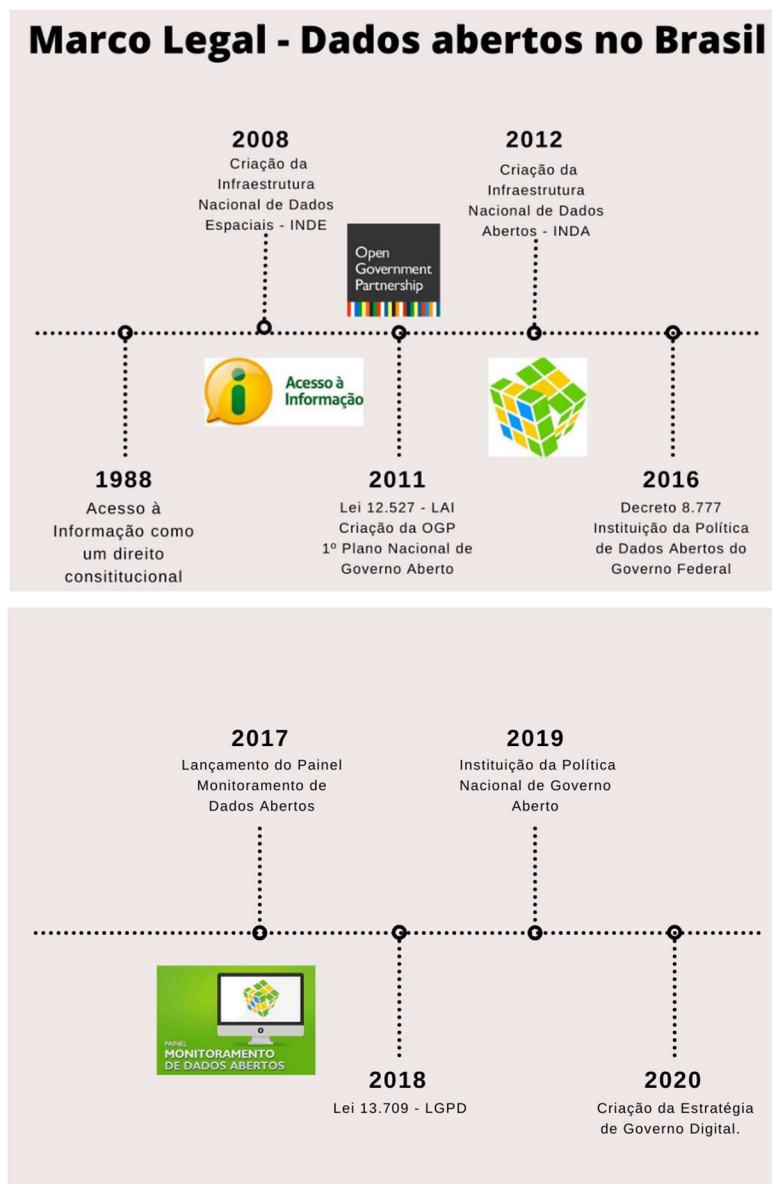 Marco Legal - Dados abertos no Brasil
2008
Criação da
Infraestrutura
Nacional de Dados
Espaciais - INDE
2012
Criação da
Infraestrutura
Nacional de Dados
Abertos - INDA
Open
Government
Partnership
Acesso à
Informação
1988
Acesso à
Informação como
um direito
consititucional
2011
Lei 12.527 - LAI
Criação da OGP
1º Plano Nacional de
Governo Aberto
2016
Decreto 8.777
Instituição da Política
de Dados Abertos do
Governo Federal
2017
Lançamento do Painel
Monitoramento de
Dados Abertos
2019
Instituição da Política
Nacional de Governo
Aberto
PAINEL
MONITORAMENTO
DE DADOS ABERTOS
2018
Lei 13.709 - LGPD
2020
Criação da Estratégia
de Governo Digital.